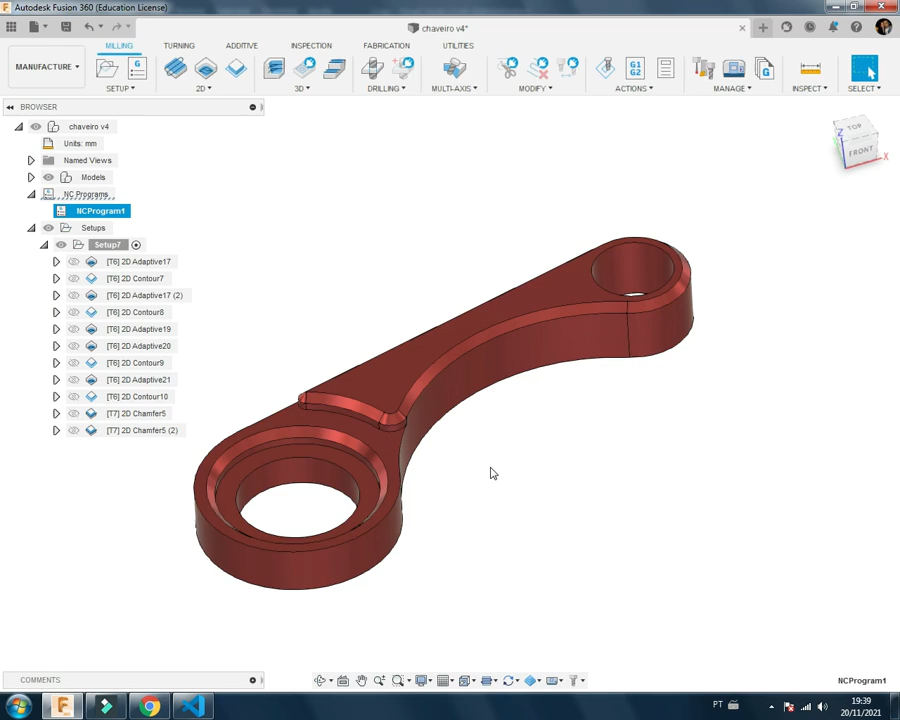 Autodesk Fusion 360 (Education License)
chaveiro v4*
MILLING TURNING ADDITIVE INSPECTION FABRICATION UTILITIES
MANUFACTURE
G
G1
G2
G
SETUP 2D 3D DRILLING MULTI-AXIS MODIFY ACTIONS MANAGE INSPECT SELECT
BROWSER
chaveiro v4
Units: mm
Named Views
Models
NC Programs
NCProgram1
Setups
Setup7
[T6] 2D Adaptive17
[T6] 2D Contour7
[T6] 2D Adaptive17 (2)
[T6] 2D Contour8
[T6] 2D Adaptive19
[T6] 2D Adaptive20
[T6] 2D Contour9
[T6] 2D Adaptive21
[T6] 2D Contour10
[T7] 2D Chamfer5
[T7] 2D Chamfer5 (2)
TOP
Z
FRONT
X
COMMENTS
NCProgram1
PT
19:39
20/11/2021